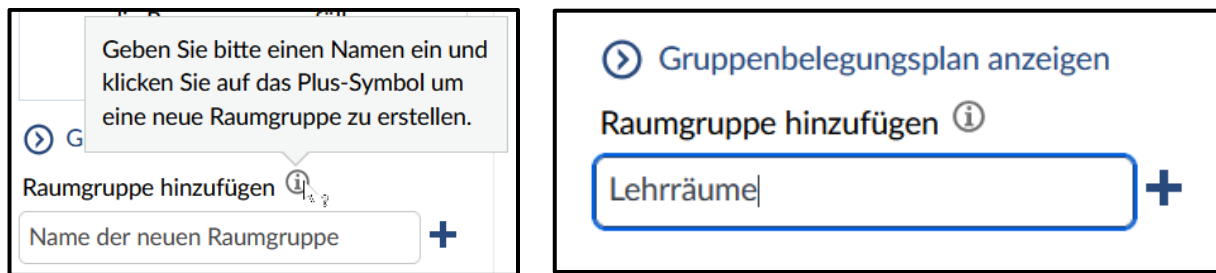 Geben Sie bitte einen Namen ein und
klicken Sie auf das Plus-Symbol um
eine neue Raumgruppe zu erstellen.
G
Raumgruppe hinzufügen
Name der neuen Raumgruppe
Gruppenbelegungsplan anzeigen
Raumgruppe hinzufügen
Lehrräume